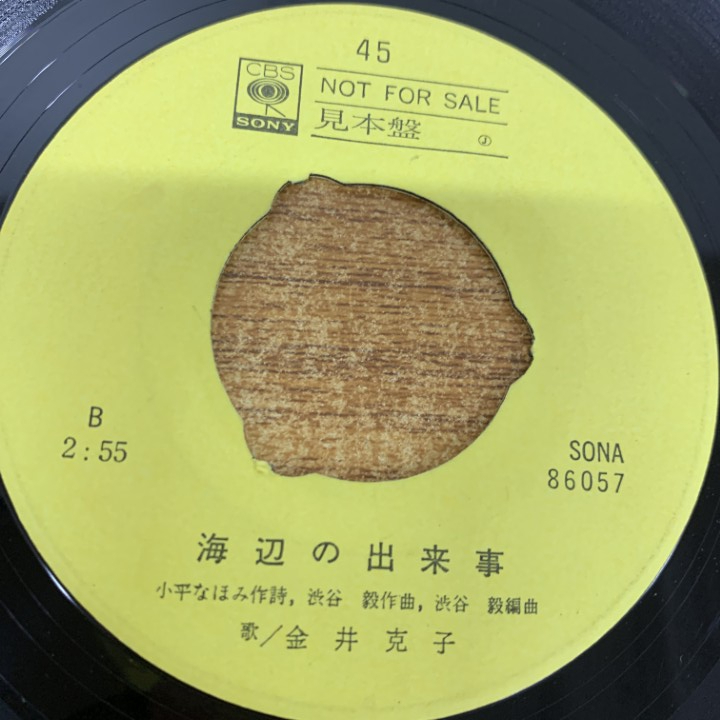 45
CBS
SONY
NOT FOR SALE
見本盤 Ⓙ
B
2:55
SONA
86057
海辺の出来事
小平なほみ作詩, 渋谷 毅作曲, 渋谷 毅編曲
歌/金井克子